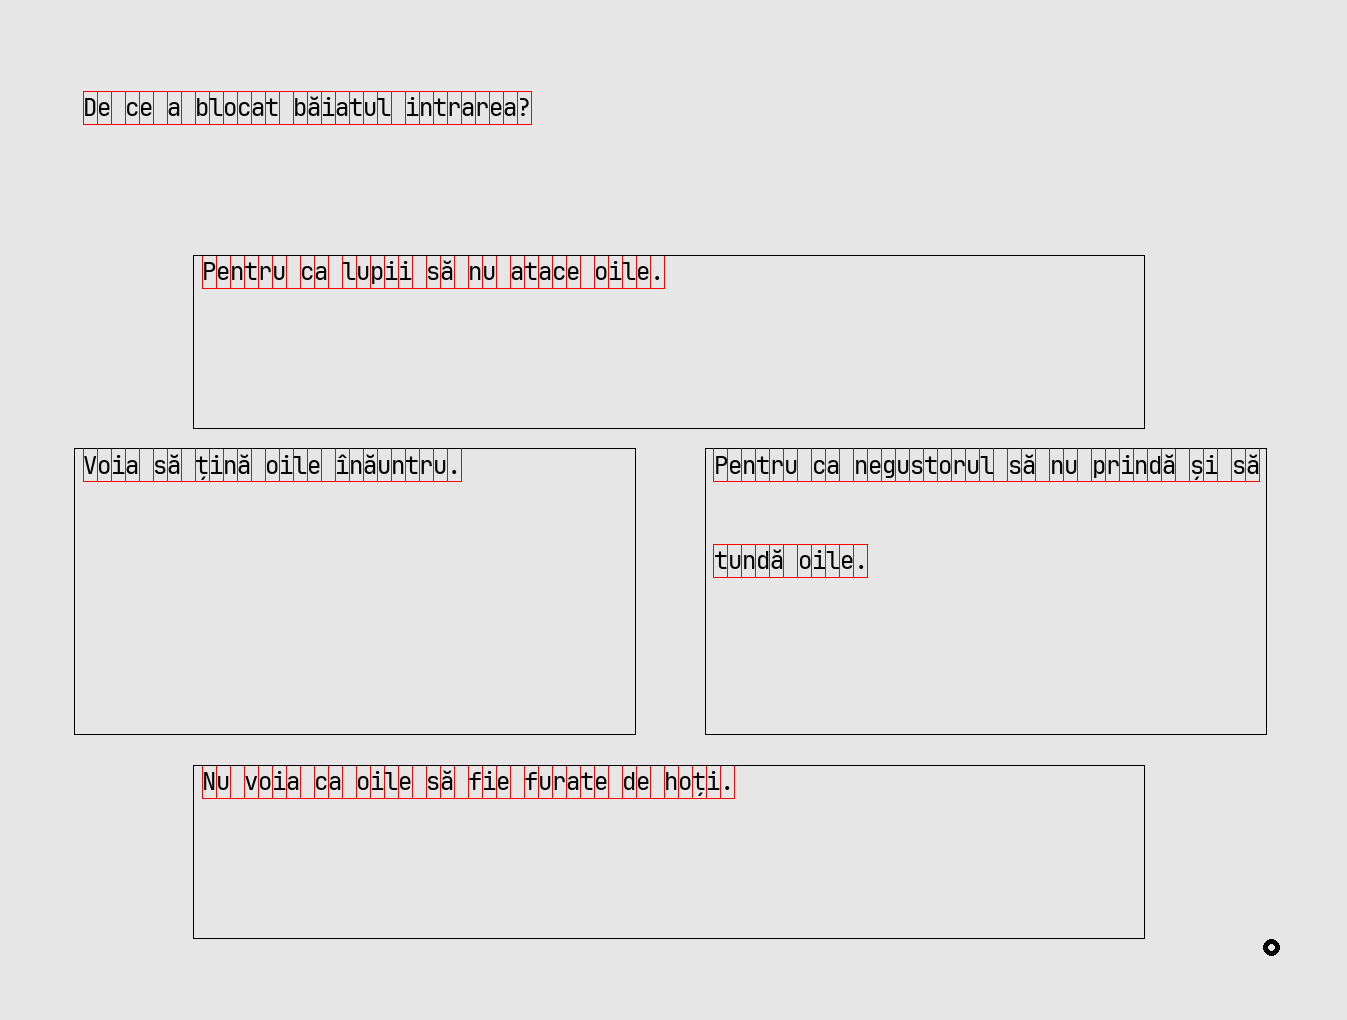 De ce a blocat băiatul intrarea?
Pentru ca lupii să nu atace oile.
Voia să țină oile înăuntru.
Pentru ca negustorul să nu prindă și să
tundă oile.
Nu voia ca oile să fie furate de hoți.